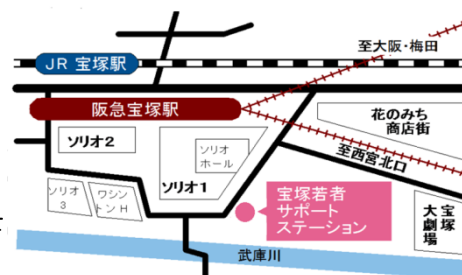 至大阪・梅田
JR 宝塚駅
阪急宝塚駅
花のみち
商店街
ソリオ2
ソリオ
ホール
至西宮北口
ソリオ1
ソリオ
3
ワシン
トンH
宝塚若者
サポート
ステーション
宝塚
大劇場
武庫川